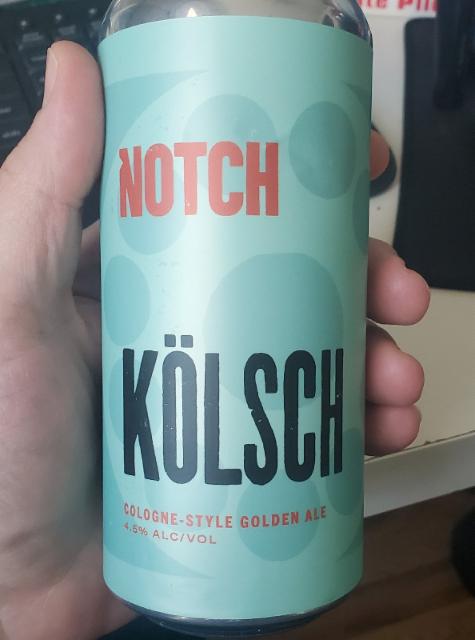 NOTCH
KÖLSCH
COLOGNE-STYLE GOLDEN ALE
4.5% ALC/VOL